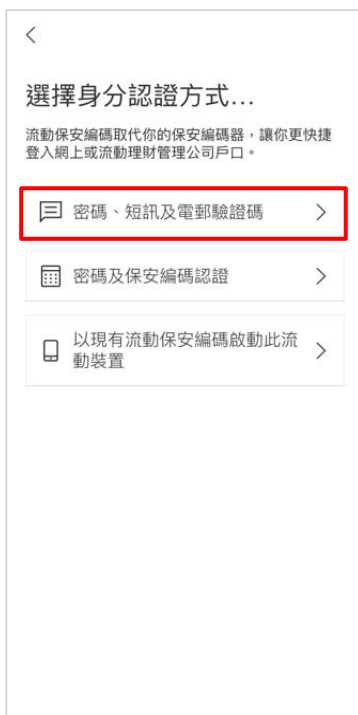 選擇身分認證方式...
流動保安編碼取代你的保安編碼器，讓你更快捷
登入網上或流動理財管理公司戶口。
密碼、短訊及電郵驗證碼
密碼及保安編碼認證
以現有流動保安編碼啟動此流
動裝置